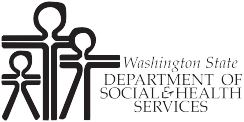 Washington State
DEPARTMENT OF
SOCIAL & HEALTH
SERVICES